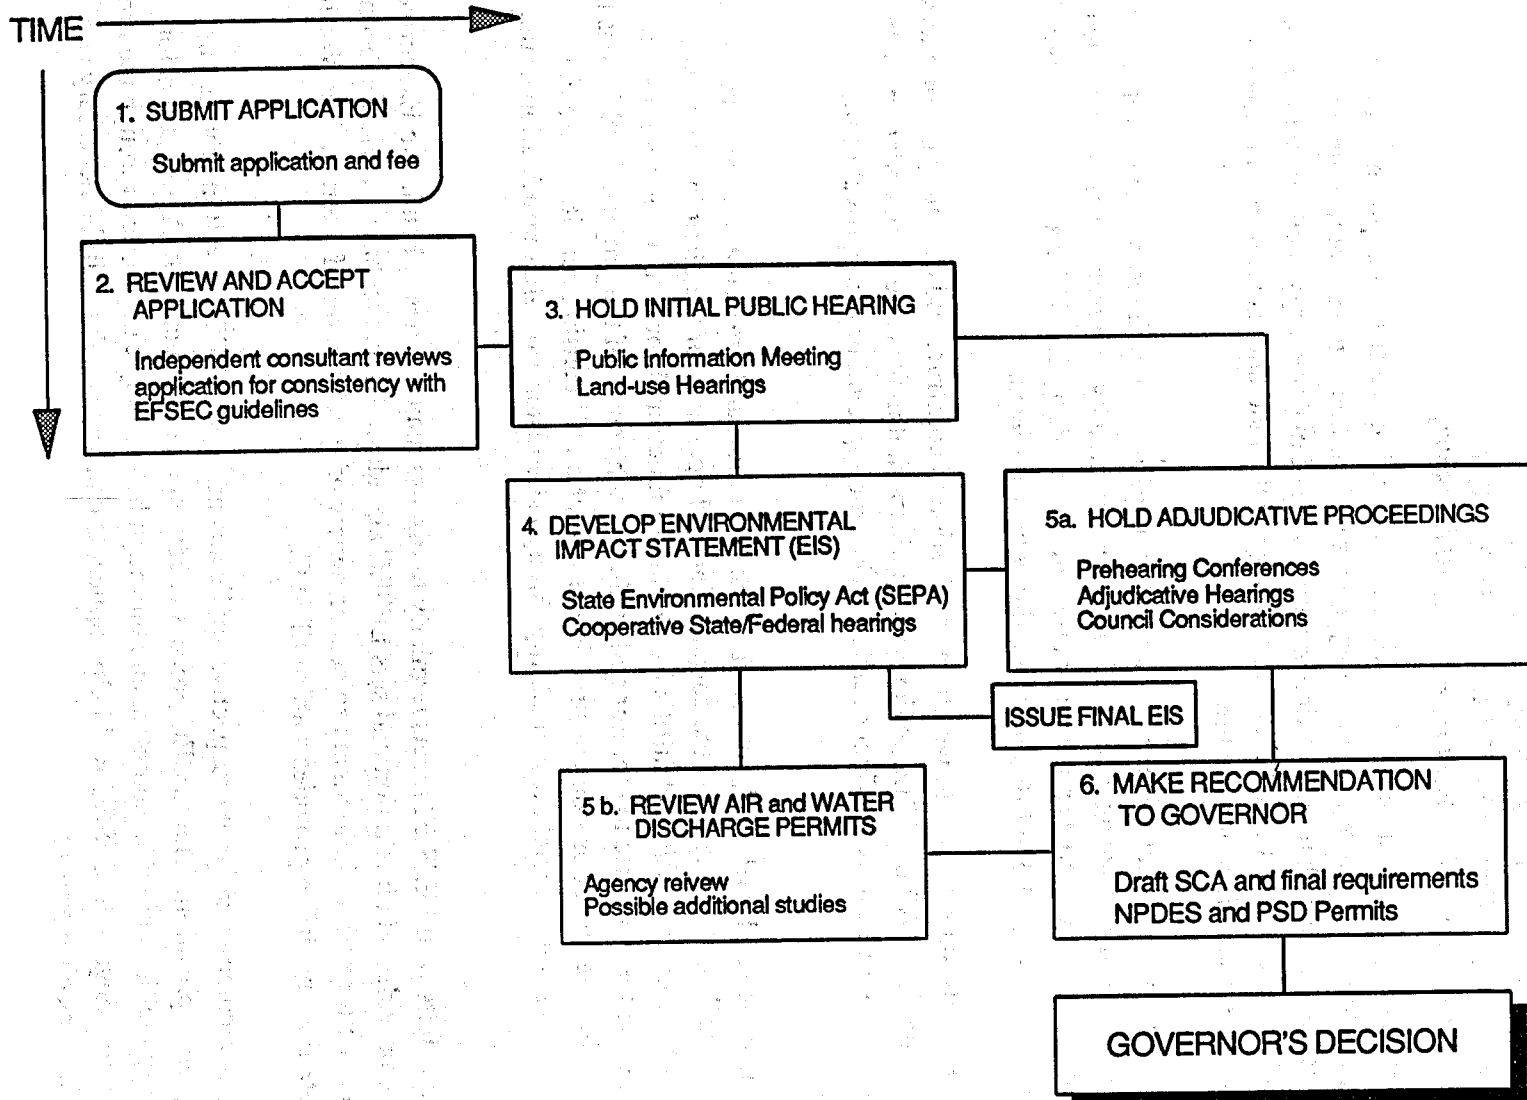 TIME
1. SUBMIT APPLICATION
Submit application and fee
2. REVIEW AND ACCEPT
APPLICATION
Independent consultant reviews
application for consistency with
EFSEC guidelines
3. HOLD INITIAL PUBLIC HEARING
Public Information Meeting
Land-use Hearings
4. DEVELOP ENVIRONMENTAL
IMPACT STATEMENT (EIS)
State Environmental Policy Act (SEPA)
Cooperative State/Federal hearings
5a. HOLD ADJUDICATIVE PROCEEDINGS
Prehearing Conferences
Adjudicative Hearings
Council Considerations
ISSUE FINAL EIS
5 b. REVIEW AIR and WATER
DISCHARGE PERMITS
Agency reivew
Possible additional studies
6. MAKE RECOMMENDATION
TO GOVERNOR
Draft SCA and final requirements
NPDES and PSD Permits
GOVERNOR'S DECISION